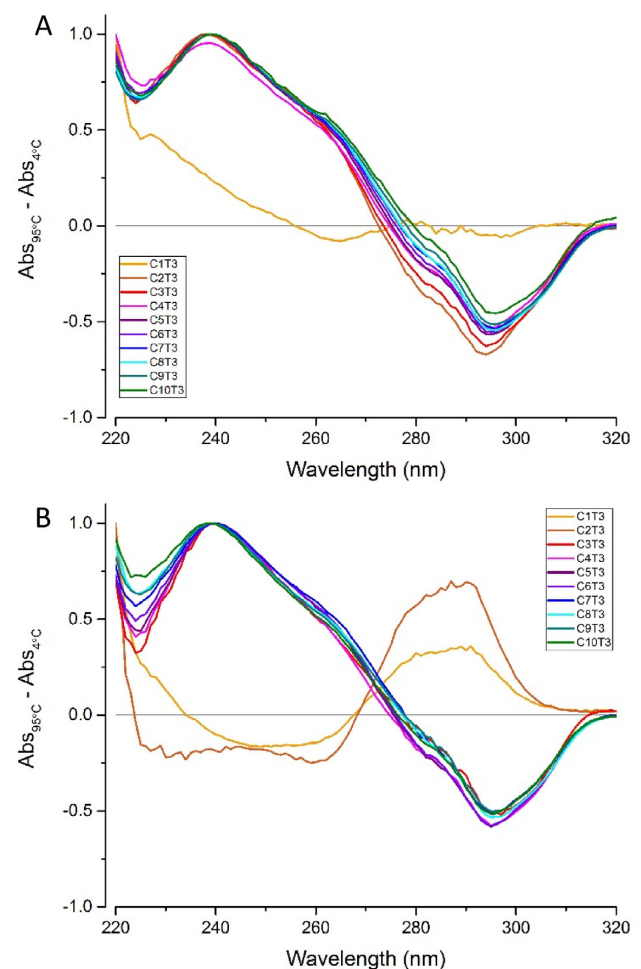 A
1.0
0.5
0.0
-0.5
-1.0
Abs95°C - Abs4°C
C1T3
C2T3
C3T3
C4T3
C5T3
C6T3
C7T3
C8T3
C9T3
C10T3
220 240 260 280 300 320
Wavelength (nm)
B
1.0
0.5
0.0
-0.5
-1.0
Abs95°C - Abs4°C
C1T3
C2T3
C3T3
C4T3
C5T3
C6T3
C7T3
C8T3
C9T3
C10T3
220 240 260 280 300 320
Wavelength (nm)